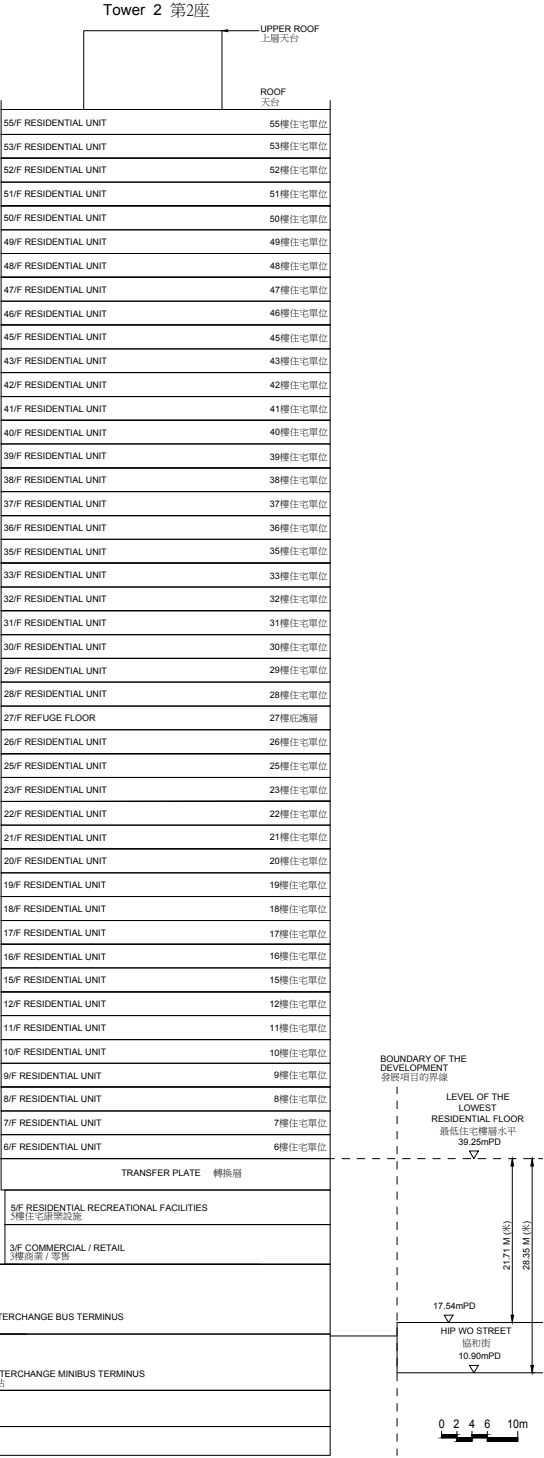 Tower 2 第2座
UPPER ROOF
上層天台
ROOF
天台
55/F RESIDENTIAL UNIT 55樓住宅單位
53/F RESIDENTIAL UNIT 53樓住宅單位
52/F RESIDENTIAL UNIT 52樓住宅單位
51/F RESIDENTIAL UNIT 51樓住宅單位
50/F RESIDENTIAL UNIT 50樓住宅單位
49/F RESIDENTIAL UNIT 49樓住宅單位
48/F RESIDENTIAL UNIT 48樓住宅單位
47/F RESIDENTIAL UNIT 47樓住宅單位
46/F RESIDENTIAL UNIT 46樓住宅單位
45/F RESIDENTIAL UNIT 45樓住宅單位
43/F RESIDENTIAL UNIT 43樓住宅單位
42/F RESIDENTIAL UNIT 42樓住宅單位
41/F RESIDENTIAL UNIT 41樓住宅單位
40/F RESIDENTIAL UNIT 40樓住宅單位
39/F RESIDENTIAL UNIT 39樓住宅單位
38/F RESIDENTIAL UNIT 38樓住宅單位
37/F RESIDENTIAL UNIT 37樓住宅單位
36/F RESIDENTIAL UNIT 36樓住宅單位
35/F RESIDENTIAL UNIT 35樓住宅單位
33/F RESIDENTIAL UNIT 33樓住宅單位
32/F RESIDENTIAL UNIT 32樓住宅單位
31/F RESIDENTIAL UNIT 31樓住宅單位
30/F RESIDENTIAL UNIT 30樓住宅單位
29/F RESIDENTIAL UNIT 29樓住宅單位
28/F RESIDENTIAL UNIT 28樓住宅單位
27/F REFUGE FLOOR 27樓庇護層
26/F RESIDENTIAL UNIT 26樓住宅單位
25/F RESIDENTIAL UNIT 25樓住宅單位
23/F RESIDENTIAL UNIT 23樓住宅單位
22/F RESIDENTIAL UNIT 22樓住宅單位
21/F RESIDENTIAL UNIT 21樓住宅單位
20/F RESIDENTIAL UNIT 20樓住宅單位
19/F RESIDENTIAL UNIT 19樓住宅單位
18/F RESIDENTIAL UNIT 18樓住宅單位
17/F RESIDENTIAL UNIT 17樓住宅單位
16/F RESIDENTIAL UNIT 16樓住宅單位
15/F RESIDENTIAL UNIT 15樓住宅單位
12/F RESIDENTIAL UNIT 12樓住宅單位
11/F RESIDENTIAL UNIT 11樓住宅單位
10/F RESIDENTIAL UNIT 10樓住宅單位
9/F RESIDENTIAL UNIT 9樓住宅單位
8/F RESIDENTIAL UNIT 8樓住宅單位
7/F RESIDENTIAL UNIT 7樓住宅單位
6/F RESIDENTIAL UNIT 6樓住宅單位
TRANSFER PLATE 轉換層
5/F RESIDENTIAL RECREATIONAL FACILITIES
5樓住宅康樂設施
3/F COMMERCIAL / RETAIL
3樓商業 / 零售
TERCHANGE BUS TERMINUS
TERCHANGE MINIBUS TERMINUS
站
BOUNDARY OF THE
DEVELOPMENT
發展項目的界線
LEVEL OF THE
LOWEST
RESIDENTIAL FLOOR
最低住宅樓層水平
39.25mPD
21.71 M (米)
28.35 M (米)
17.54mPD
HIP WO STREET
協和街
10.90mPD
0 2 4 6 10m